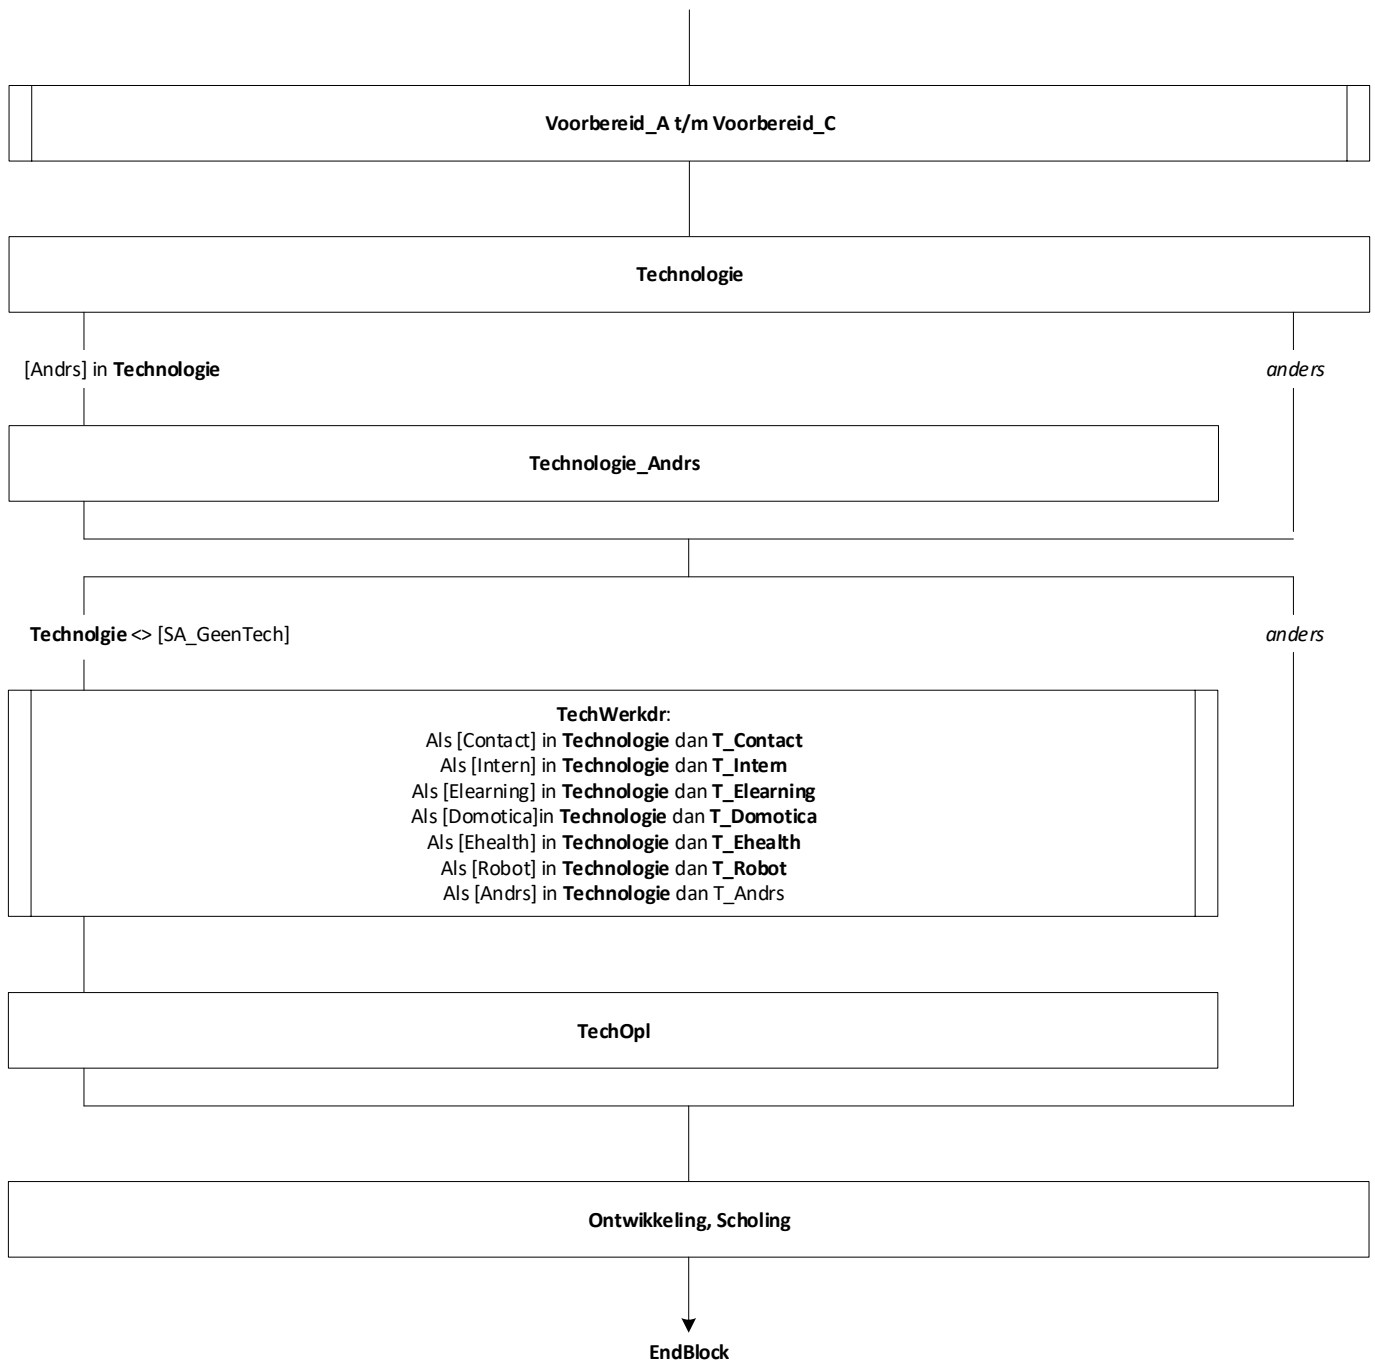 Voorbereid_A t/m Voorbereid_C
Technologie
[Andrs] in Technologie
anders
Technologie_Andrs
Technolgie <> [SA_GeenTech]
anders
TechWerkdr:
Als [Contact] in Technologie dan T_Contact
Als [Intern] in Technologie dan T_Intern
Als [Elearning] in Technologie dan T_Elearning
Als [Domotica]in Technologie dan T_Domotica
Als [Ehealth] in Technologie dan T_Ehealth
Als [Robot] in Technologie dan T_Robot
Als [Andrs] in Technologie dan T_Andrs
TechOpl
Ontwikkeling, Scholing
EndBlock